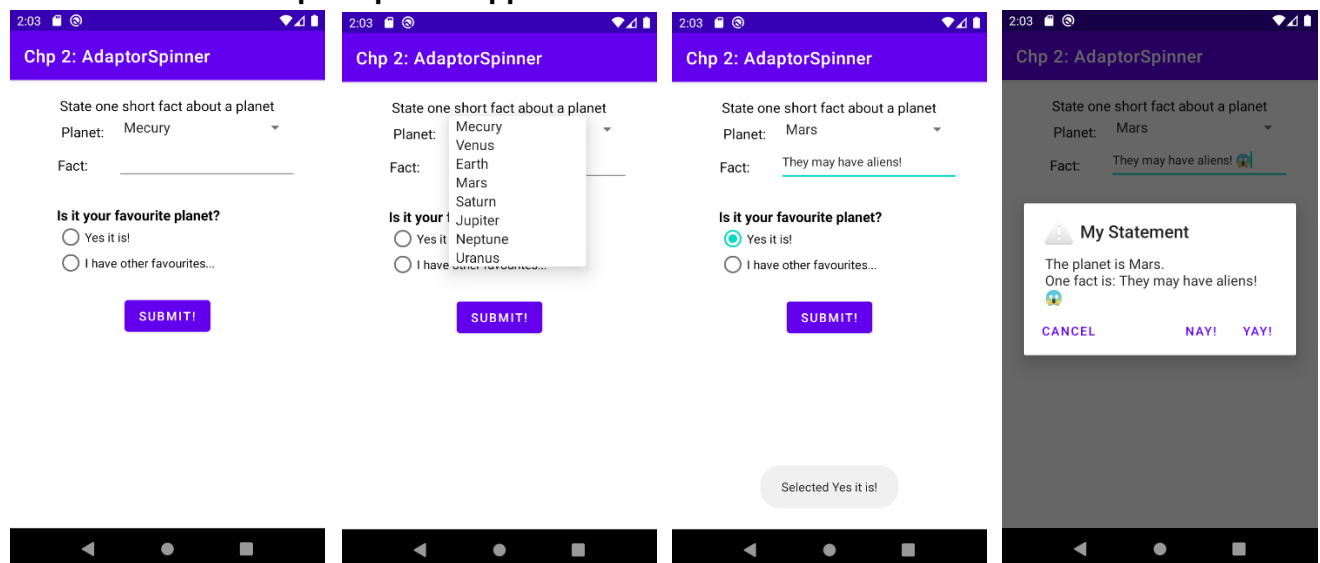 2:03
Chp 2: AdaptorSpinner
State one short fact about a planet
Planet: Mecury
Fact:
Is it your favourite planet?
Yes it is!
I have other favourites...
SUBMIT!
2:03
Chp 2: AdaptorSpinner
State one short fact about a planet
Planet:
Mecury
Venus
Earth
Mars
Saturn
Jupiter
Neptune
Uranus
Fact:
Is it your
Yes it
I have
SUBMIT!
2:03
Chp 2: AdaptorSpinner
State one short fact about a planet
Planet: Mars
Fact: They may have aliens!
Is it your favourite planet?
Yes it is!
I have other favourites...
SUBMIT!
Selected Yes it is!
2:03
Chp 2: AdaptorSpinner
State one short fact about a planet
Planet: Mars
Fact: They may have aliens! 😱
My Statement
The planet is Mars.
One fact is: They may have aliens!
😱
CANCEL NAY! YAY!